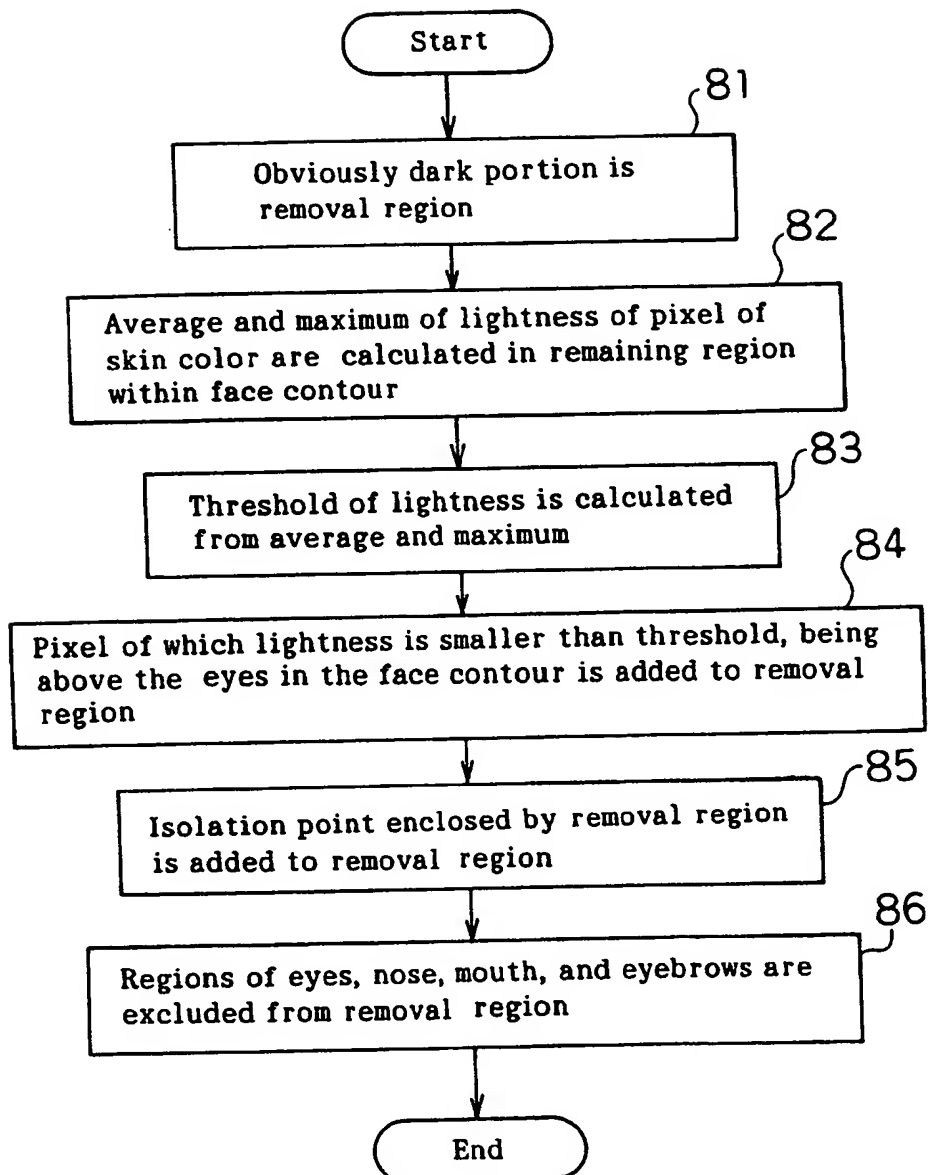 Start
81
Obviously dark portion is
removal region
82
Average and maximum of lightness of pixel of
skin color are calculated in remaining region
within face contour
83
Threshold of lightness is calculated
from average and maximum
84
Pixel of which lightness is smaller than threshold, being
above the eyes in the face contour is added to removal
region
85
Isolation point enclosed by removal region
is added to removal region
86
Regions of eyes, nose, mouth, and eyebrows are
excluded from removal region
End